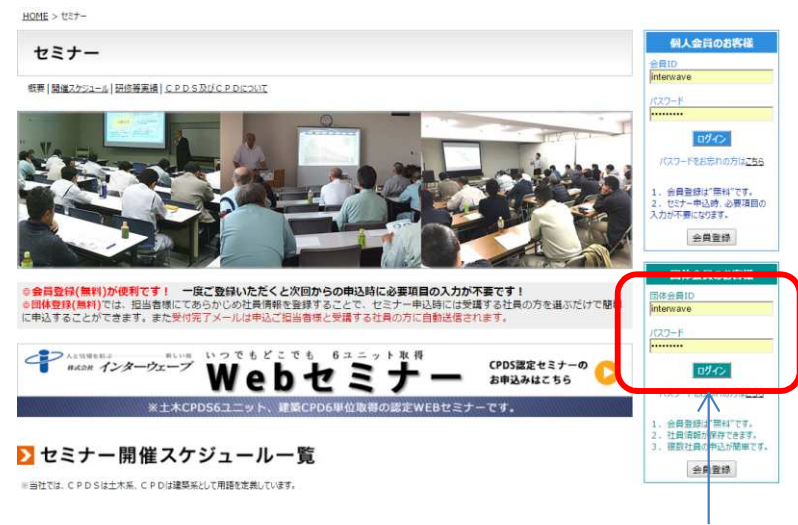 HOME > セミナー
セミナー
概要 | 開催スケジュール | 研修等実績 | ＣＰＤＳ及びＣＰＤについて
◎会員登録(無料)が便利です！ 一度ご登録いただくと次回からの申込時に必要項目の入力が不要です！
◎団体登録(無料)では、担当者様にてあらかじめ社員情報を登録することで、セミナー申込時には受講する社員の方を選ぶだけで簡単
に申込することができます。また受付完了メールは申込ご担当者様と受講する社員の方に自動送信されます。
株式会社 インターウェーブ
いつでもどこでも 6ユニット取得
Webセミナー
CPDS認定セミナーの
お申込みはこちら
※土木CPDS6ユニット、建築CPD6単位取得の認定WEBセミナーです。
セミナー開催スケジュール一覧
※当社では、ＣＰＤＳは土木系、ＣＰＤは建築系として用語を定義しています。
個人会員のお客様
会員ID
interwave
パスワード
•••••••••
ログイン
パスワードをお忘れの方はこちら
1. 会員登録は"無料"です。
2. セミナー申込時、必要項目の
入力が不要になります。
会員登録
団体会員のお客様
団体会員ID
interwave
パスワード
•••••••••
ログイン
パスワードをお忘れの方はこちら
1. 会員登録は"無料"です。
2. 社員情報が保存できます。
3. 複数社員の申込が簡単です。
会員登録